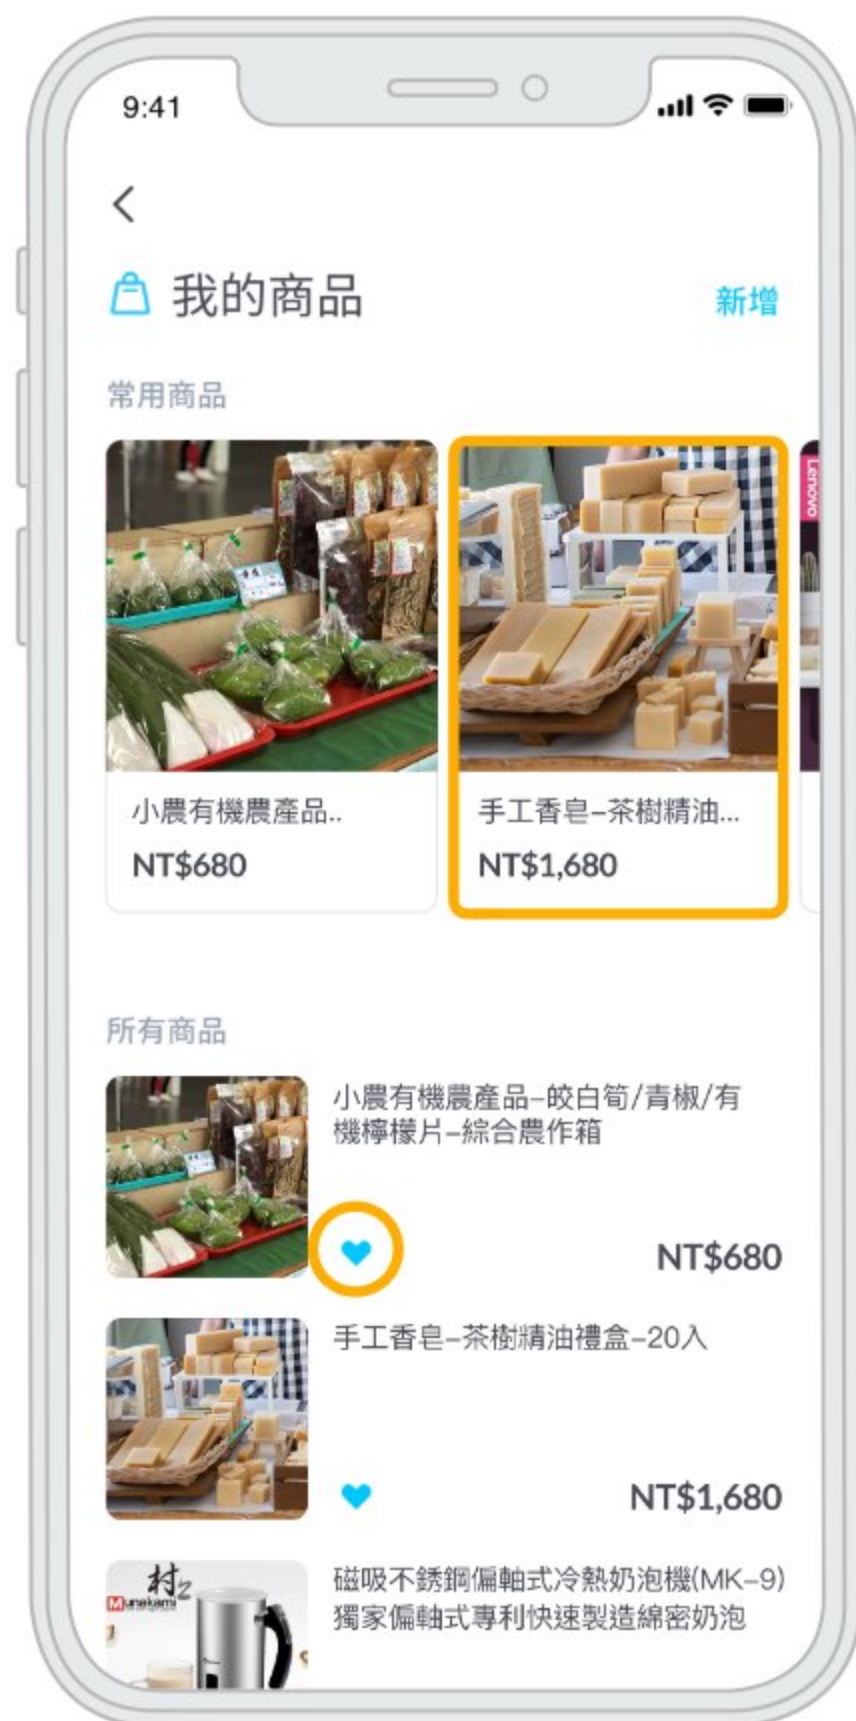 9:41
我的商品
新增
常用商品
Lenovo
小農有機農產品..
NT$680
手工香皂–茶樹精油...
NT$1,680
所有商品
小農有機農產品–皎白筍/青椒/有
機檸檬片–綜合農作箱
NT$680
手工香皂–茶樹精油禮盒–20入
NT$1,680
村乙
Munakami
磁吸不銹鋼偏軸式冷熱奶泡機(MK–9)
獨家偏軸式專利快速製造綿密奶泡